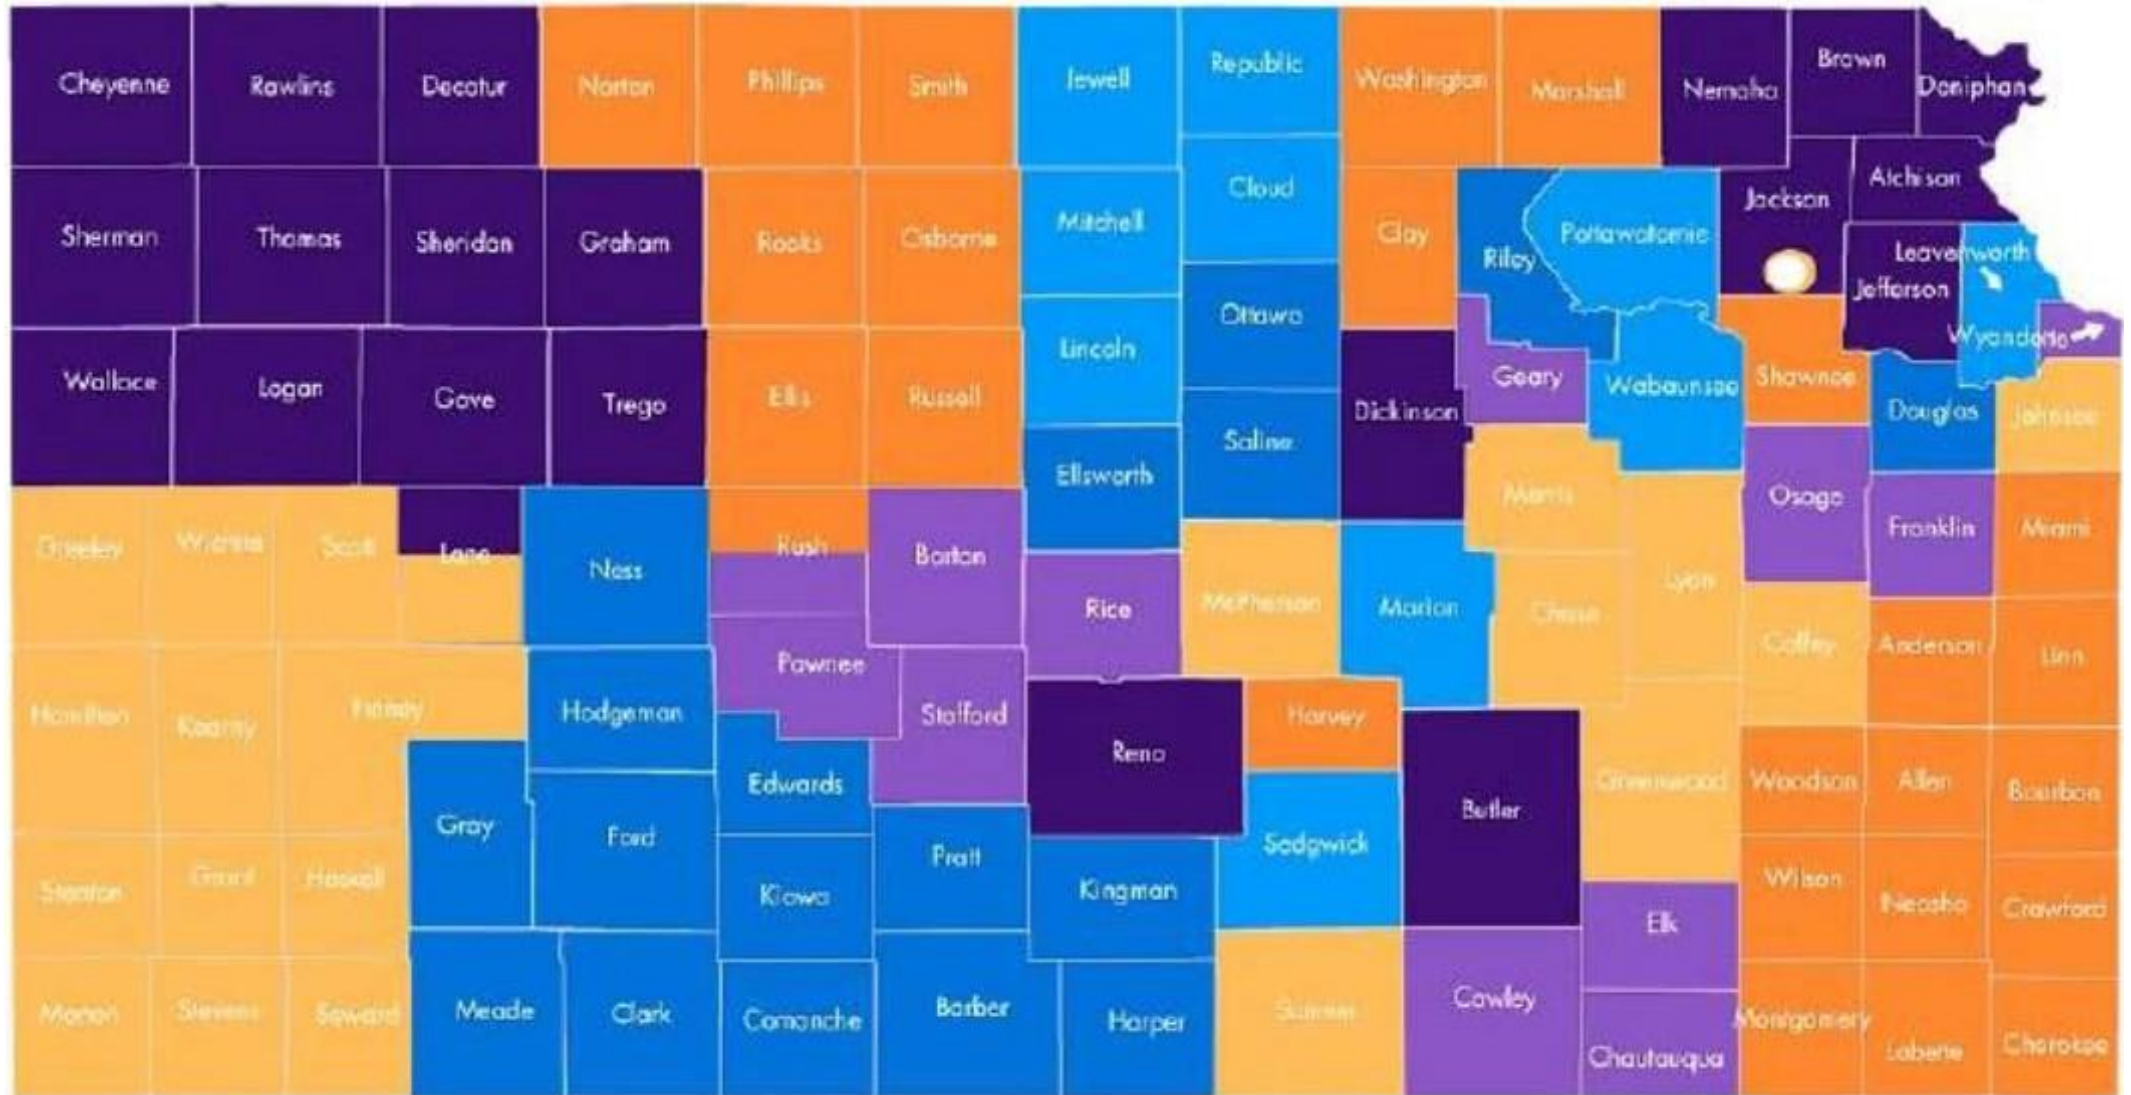 Cheyenne
Rawlins
Decatur
Norton
Phillips
Smith
Jewell
Republic
Washington
Marshall
Nemaha
Brown
Doniphan
Sherman
Thomas
Sheridan
Graham
Rooks
Osborne
Mitchell
Cloud
Clay
Riley
Pottawatomie
Jackson
Atchison
Jefferson
Leavenworth
Wyandotte
Wallace
Logan
Gove
Trego
Ellis
Russell
Lincoln
Ottawa
Saline
Dickinson
Geary
Wabaunsee
Shawnee
Douglas
Johnson
Greeley
Wichita
Scott
Lane
Ness
Rush
Barton
Ellsworth
Rice
McPherson
Marion
Morris
Chase
Lyon
Osage
Franklin
Miami
Hamilton
Kearny
Finney
Hodgeman
Pawnee
Stafford
Reno
Harvey
Butler
Greenwood
Coffey
Anderson
Linn
Gray
Ford
Edwards
Kiowa
Pratt
Kingman
Sedgwick
Woodson
Allen
Bourbon
Stanton
Grant
Haskell
Elk
Wilson
Neosho
Crawford
Morton
Stevens
Seward
Meade
Clark
Comanche
Barber
Harper
Sumner
Cowley
Chautauqua
Montgomery
Labette
Cherokee